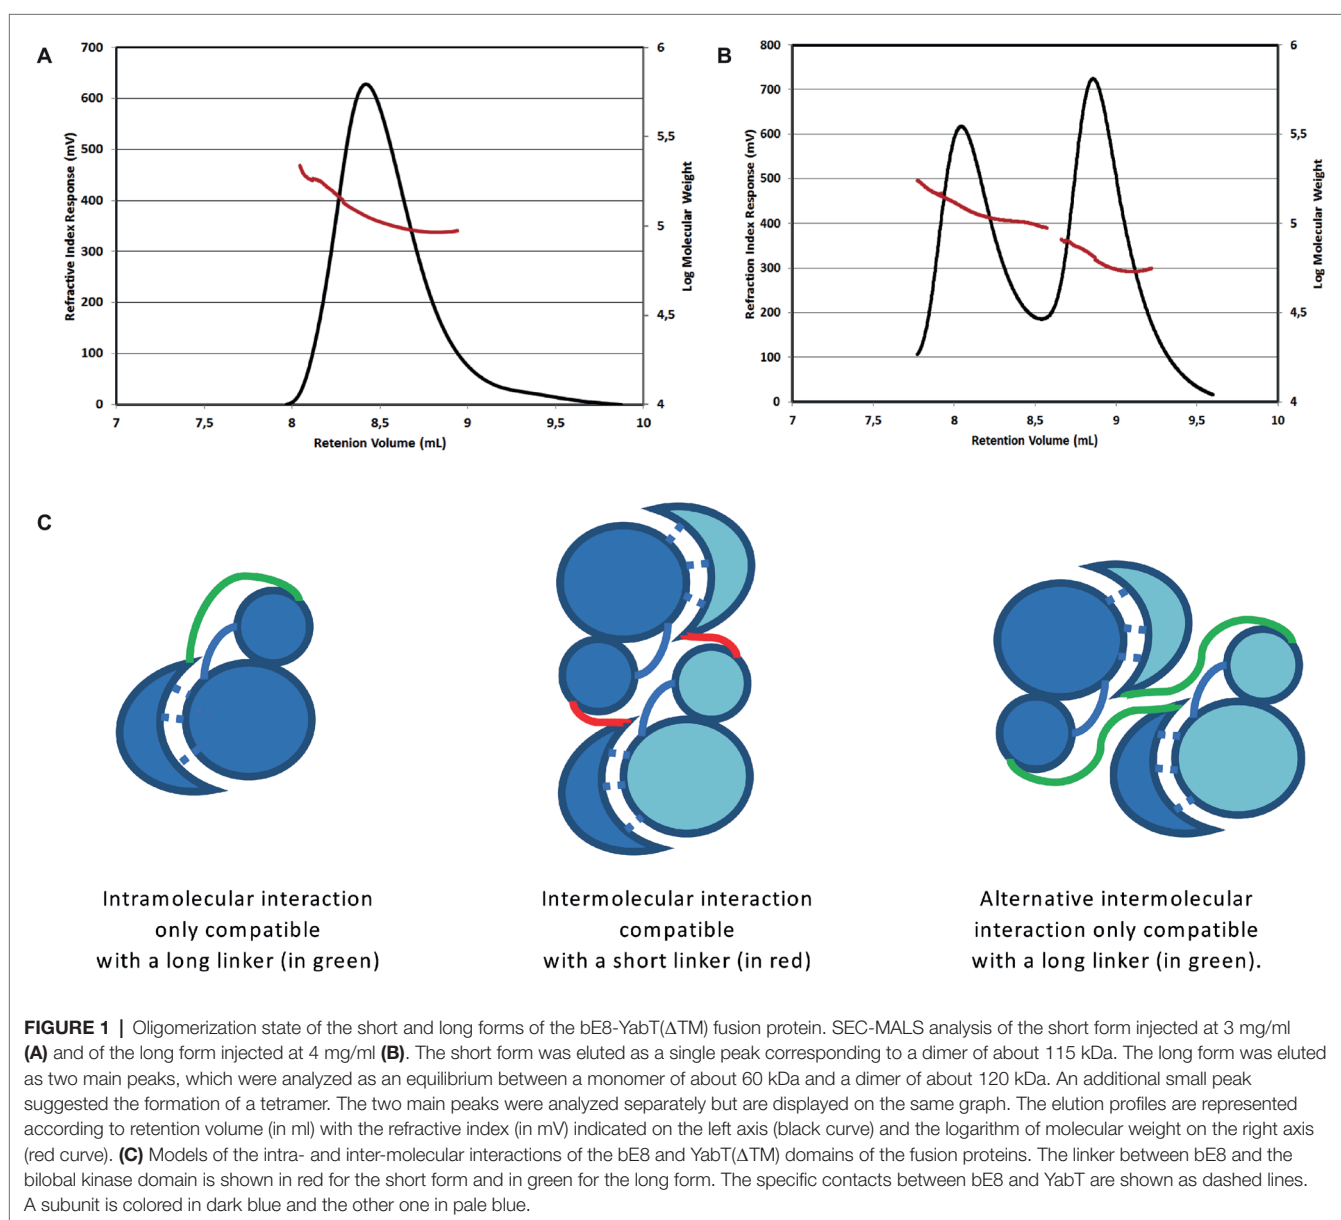 A
700
600
500
400
300
200
100
0
Refractive Index Response (mV)
7
7,5
8
8,5
9
9,5
10
Retenion Volume (mL)
6
5,5
5
4,5
4
Log Molecular Weight
B
800
700
600
500
400
300
200
100
0
Refraction Index Response (mV)
7
7,5
8
8,5
9
9,5
10
Retention Volume (mL)
6
5,5
5
4,5
4
Log Molecular Weight
C
Intramolecular interaction
only compatible
with a long linker (in green)
Intermolecular interaction
compatible
with a short linker (in red)
Alternative intermolecular
interaction only compatible
with a long linker (in green).
FIGURE 1 | Oligomerization state of the short and long forms of the bE8-YabT(ΔTM) fusion protein. SEC-MALS analysis of the short form injected at 3 mg/ml
(A) and of the long form injected at 4 mg/ml (B). The short form was eluted as a single peak corresponding to a dimer of about 115 kDa. The long form was eluted
as two main peaks, which were analyzed as an equilibrium between a monomer of about 60 kDa and a dimer of about 120 kDa. An additional small peak
suggested the formation of a tetramer. The two main peaks were analyzed separately but are displayed on the same graph. The elution profiles are represented
according to retention volume (in ml) with the refractive index (in mV) indicated on the left axis (black curve) and the logarithm of molecular weight on the right axis
(red curve). (C) Models of the intra- and inter-molecular interactions of the bE8 and YabT(ΔTM) domains of the fusion proteins. The linker between bE8 and the
bilobal kinase domain is shown in red for the short form and in green for the long form. The specific contacts between bE8 and YabT are shown as dashed lines.
A subunit is colored in dark blue and the other one in pale blue.